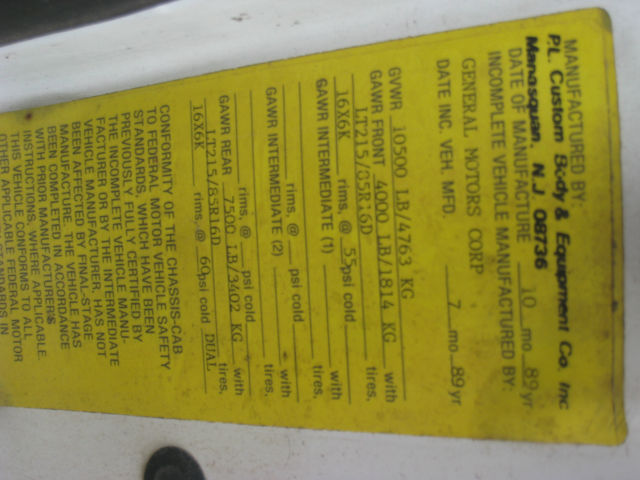 MANUFACTURED BY:
P.L. Custom Body & Equipment Co. Inc
Manasquan, N.J. 08736
DATE OF MANUFACTURE 10 mo 89 yr
INCOMPLETE VEHICLE MANUFACTURED BY:
GENERAL MOTORS CORP.
DATE INC. VEH. MFD. 7 mo 89 yr
GVWR 10500 LB/4763 KG
GAWR FRONT 4000 LB/1814 KG with
LT215/85R16D tires,
16X6K rims, @ 55 psi cold
GAWR INTERMEDIATE (1) with
tires,
rims, @ psi cold
GAWR INTERMEDIATE (2) with
tires,
rims, @ psi cold
GAWR REAR 7500 LB/3402 KG with
LT215/85R16D tires,
16X6K rims, @ 60 psi cold DUAL
CONFORMITY OF THE CHASSIS-CAB
TO FEDERAL MOTOR VEHICLE SAFETY
STANDARDS, WHICH HAVE BEEN
PREVIOUSLY FULLY CERTIFIED BY
THE INCOMPLETE VEHICLE MANU-
FACTURER OR BY THE INTERMEDIATE
VEHICLE MANUFACTURER, HAS NOT
BEEN AFFECTED BY FINAL-STAGE
MANUFACTURE. THE VEHICLE HAS
BEEN COMPLETED IN ACCORDANCE
WITH PRIOR MANUFACTURER'S
INSTRUCTIONS, WHERE APPLICABLE
THIS VEHICLE CONFORMS TO ALL
OTHER APPLICABLE FEDERAL MOTOR
STANDARDS IN